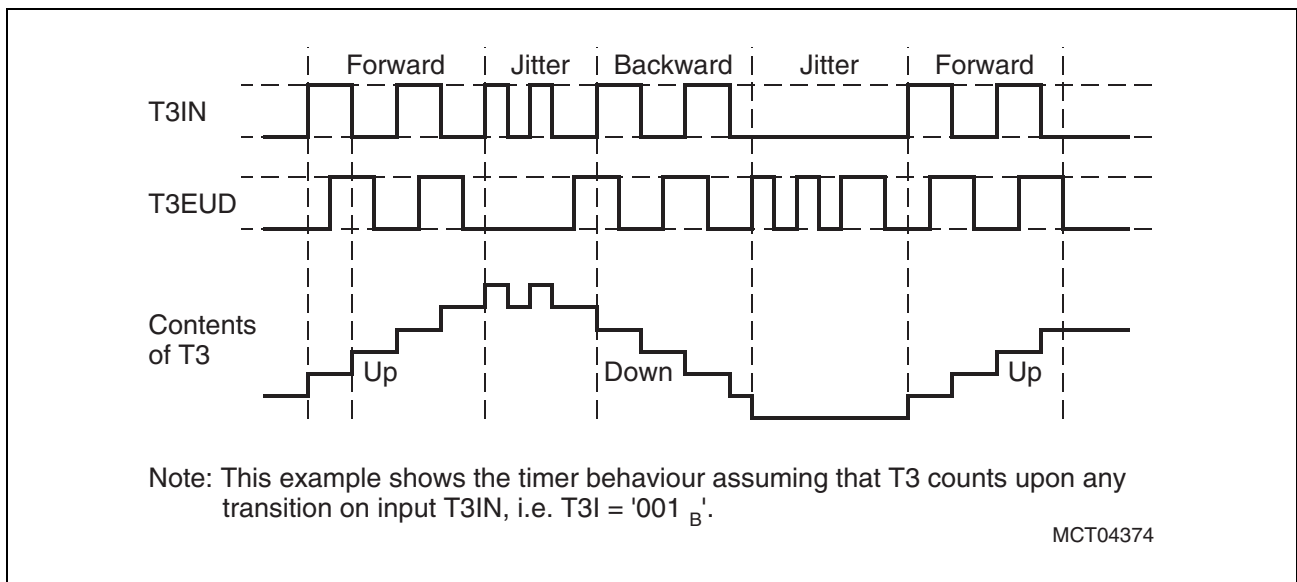 Forward Jitter Backward Jitter Forward
T3IN
T3EUD
Contents
of T3
Up Down Up
Note: This example shows the timer behaviour assuming that T3 counts upon any
transition on input T3IN, i.e. T3I = '001 B'.
MCT04374